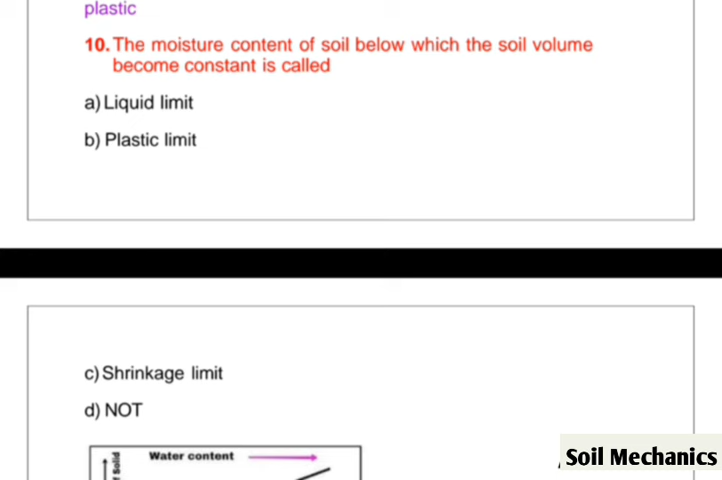 plastic
10. The moisture content of soil below which the soil volume
become constant is called
a) Liquid limit
b) Plastic limit
c) Shrinkage limit
d) NOT
Water content
Solid
Soil Mechanics